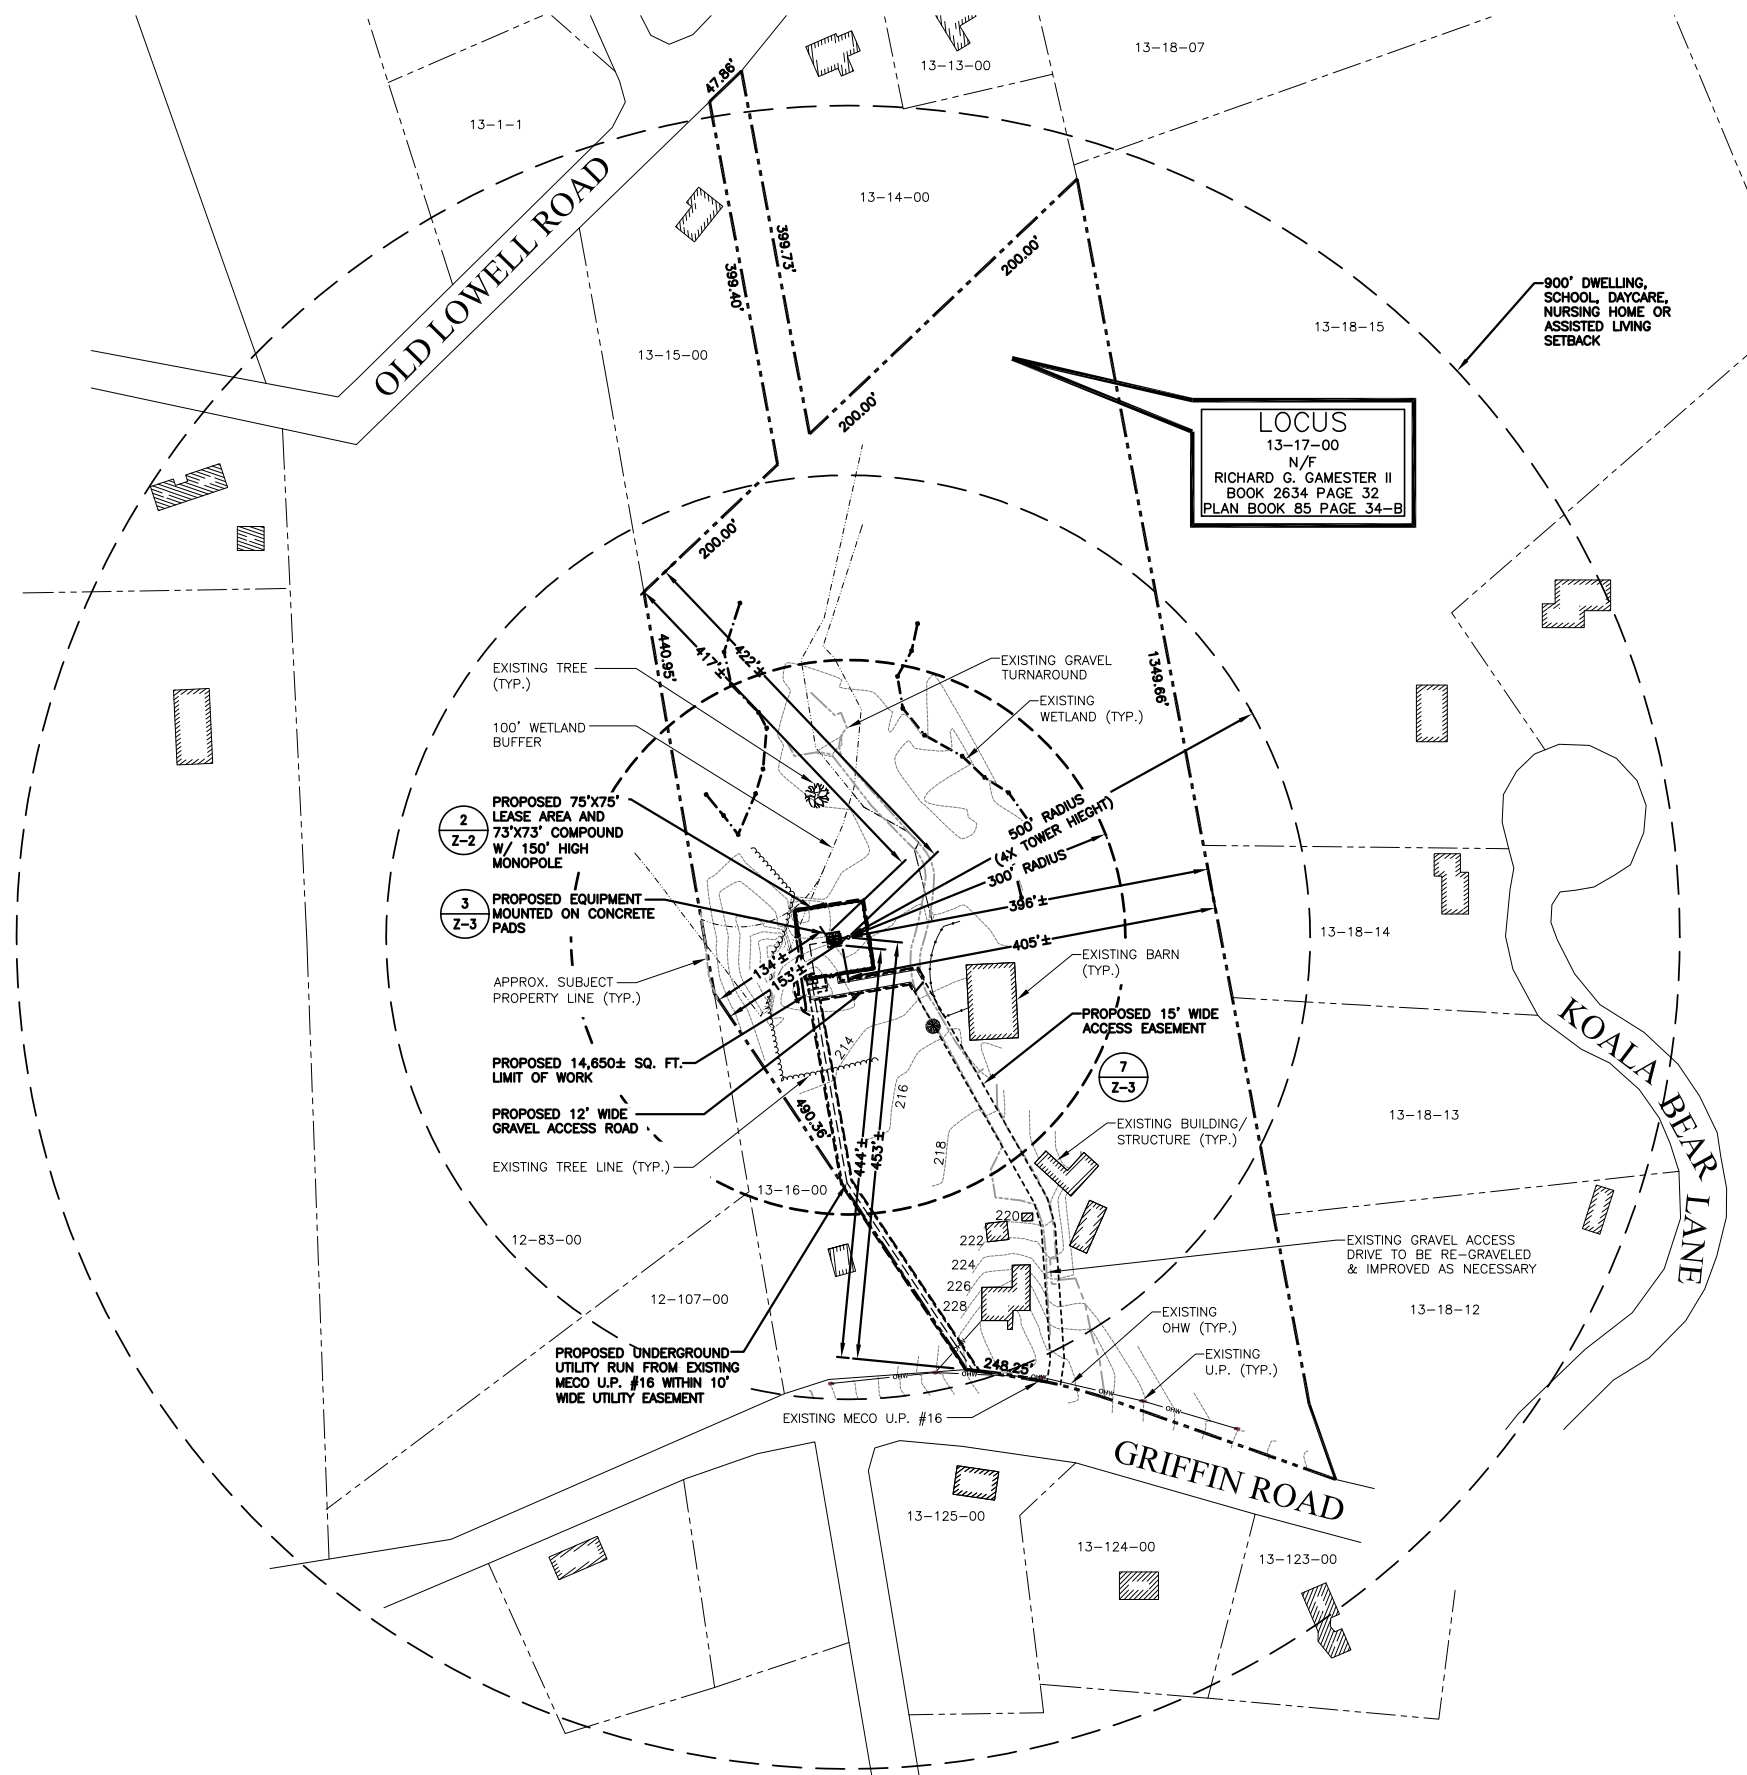 13-18-07
13-13-00
47.86'
13-1-1
OLD LOWELL ROAD
13-14-00
399.73'
399.40'
200.00'
900' DWELLING,
SCHOOL, DAYCARE,
NURSING HOME OR
ASSISTED LIVING
SETBACK
13-18-15
13-15-00
200.00'
LOCUS
13-17-00
N/F
RICHARD G. GAMESTER II
BOOK 2634 PAGE 32
PLAN BOOK 85 PAGE 34-B
200.00'
440.95'
417'±
422'±
1349.66'
EXISTING TREE
(TYP.)
EXISTING GRAVEL
TURNAROUND
EXISTING
WETLAND (TYP.)
100' WETLAND
BUFFER
2
Z-2
PROPOSED 75'X75'
LEASE AREA AND
73'X73' COMPOUND
W/ 150' HIGH
MONOPOLE
500' RADIUS
(4X TOWER HIEGHT)
300' RADIUS
3
Z-3
PROPOSED EQUIPMENT
MOUNTED ON CONCRETE
PADS
396'±
405'±
13-18-14
134'±
153'±
EXISTING BARN
(TYP.)
APPROX. SUBJECT
PROPERTY LINE (TYP.)
PROPOSED 15' WIDE
ACCESS EASEMENT
KOALA BEAR LANE
214
PROPOSED 14,650± SQ. FT.
LIMIT OF WORK
7
Z-3
216
PROPOSED 12' WIDE
GRAVEL ACCESS ROAD
490.36'
444'±
453'±
13-18-13
EXISTING BUILDING/
STRUCTURE (TYP.)
218
EXISTING TREE LINE (TYP.)
13-16-00
220
222
224
226
228
12-83-00
EXISTING GRAVEL ACCESS
DRIVE TO BE RE-GRAVELED
& IMPROVED AS NECESSARY
12-107-00
13-18-12
EXISTING
OHW (TYP.)
PROPOSED UNDERGROUND
UTILITY RUN FROM EXISTING
MECO U.P. #16 WITHIN 10'
WIDE UTILITY EASEMENT
EXISTING
U.P. (TYP.)
248.25'
OHW
OHW
OHW
OHW
OHW
EXISTING MECO U.P. #16
GRIFFIN ROAD
13-125-00
13-124-00
13-123-00